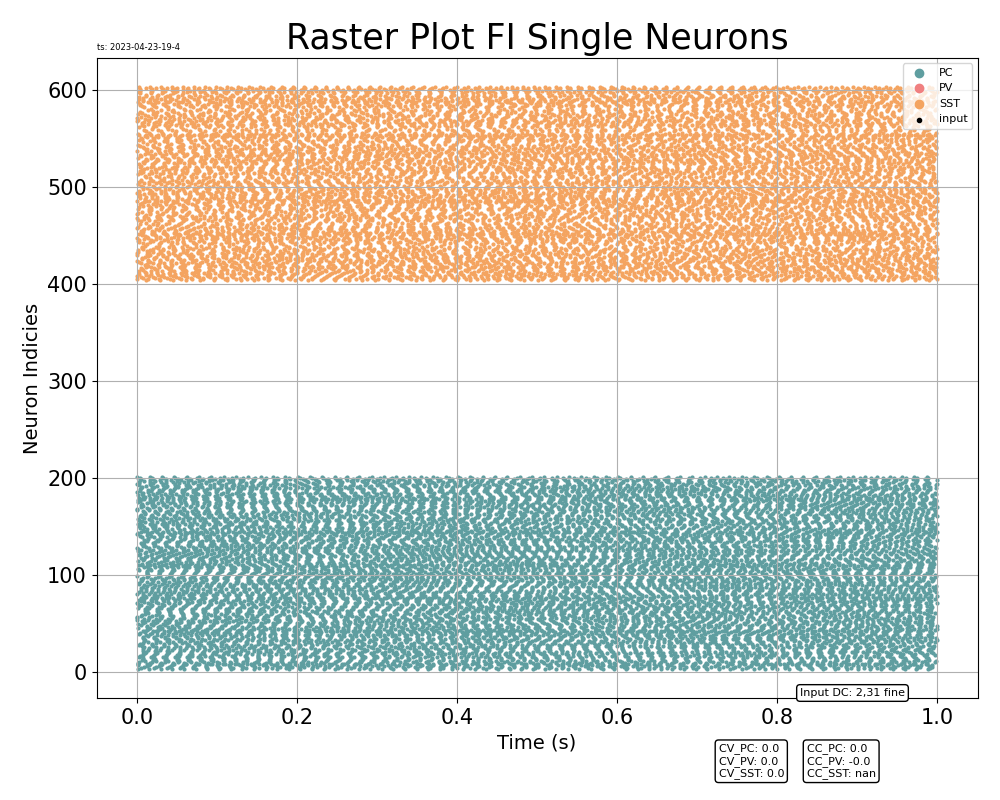 Raster Plot FI Single Neurons
ts: 2023-04-23-19-4
PC
PV
SST
input
600
500
400
300
200
100
0
Neuron Indicies
Input DC: 2,31 fine
0.0 0.2 0.4 0.6 0.8 1.0
Time (s)
CV_PC: 0.0
CV_PV: 0.0
CV_SST: 0.0
CC_PC: 0.0
CC_PV: -0.0
CC_SST: nan